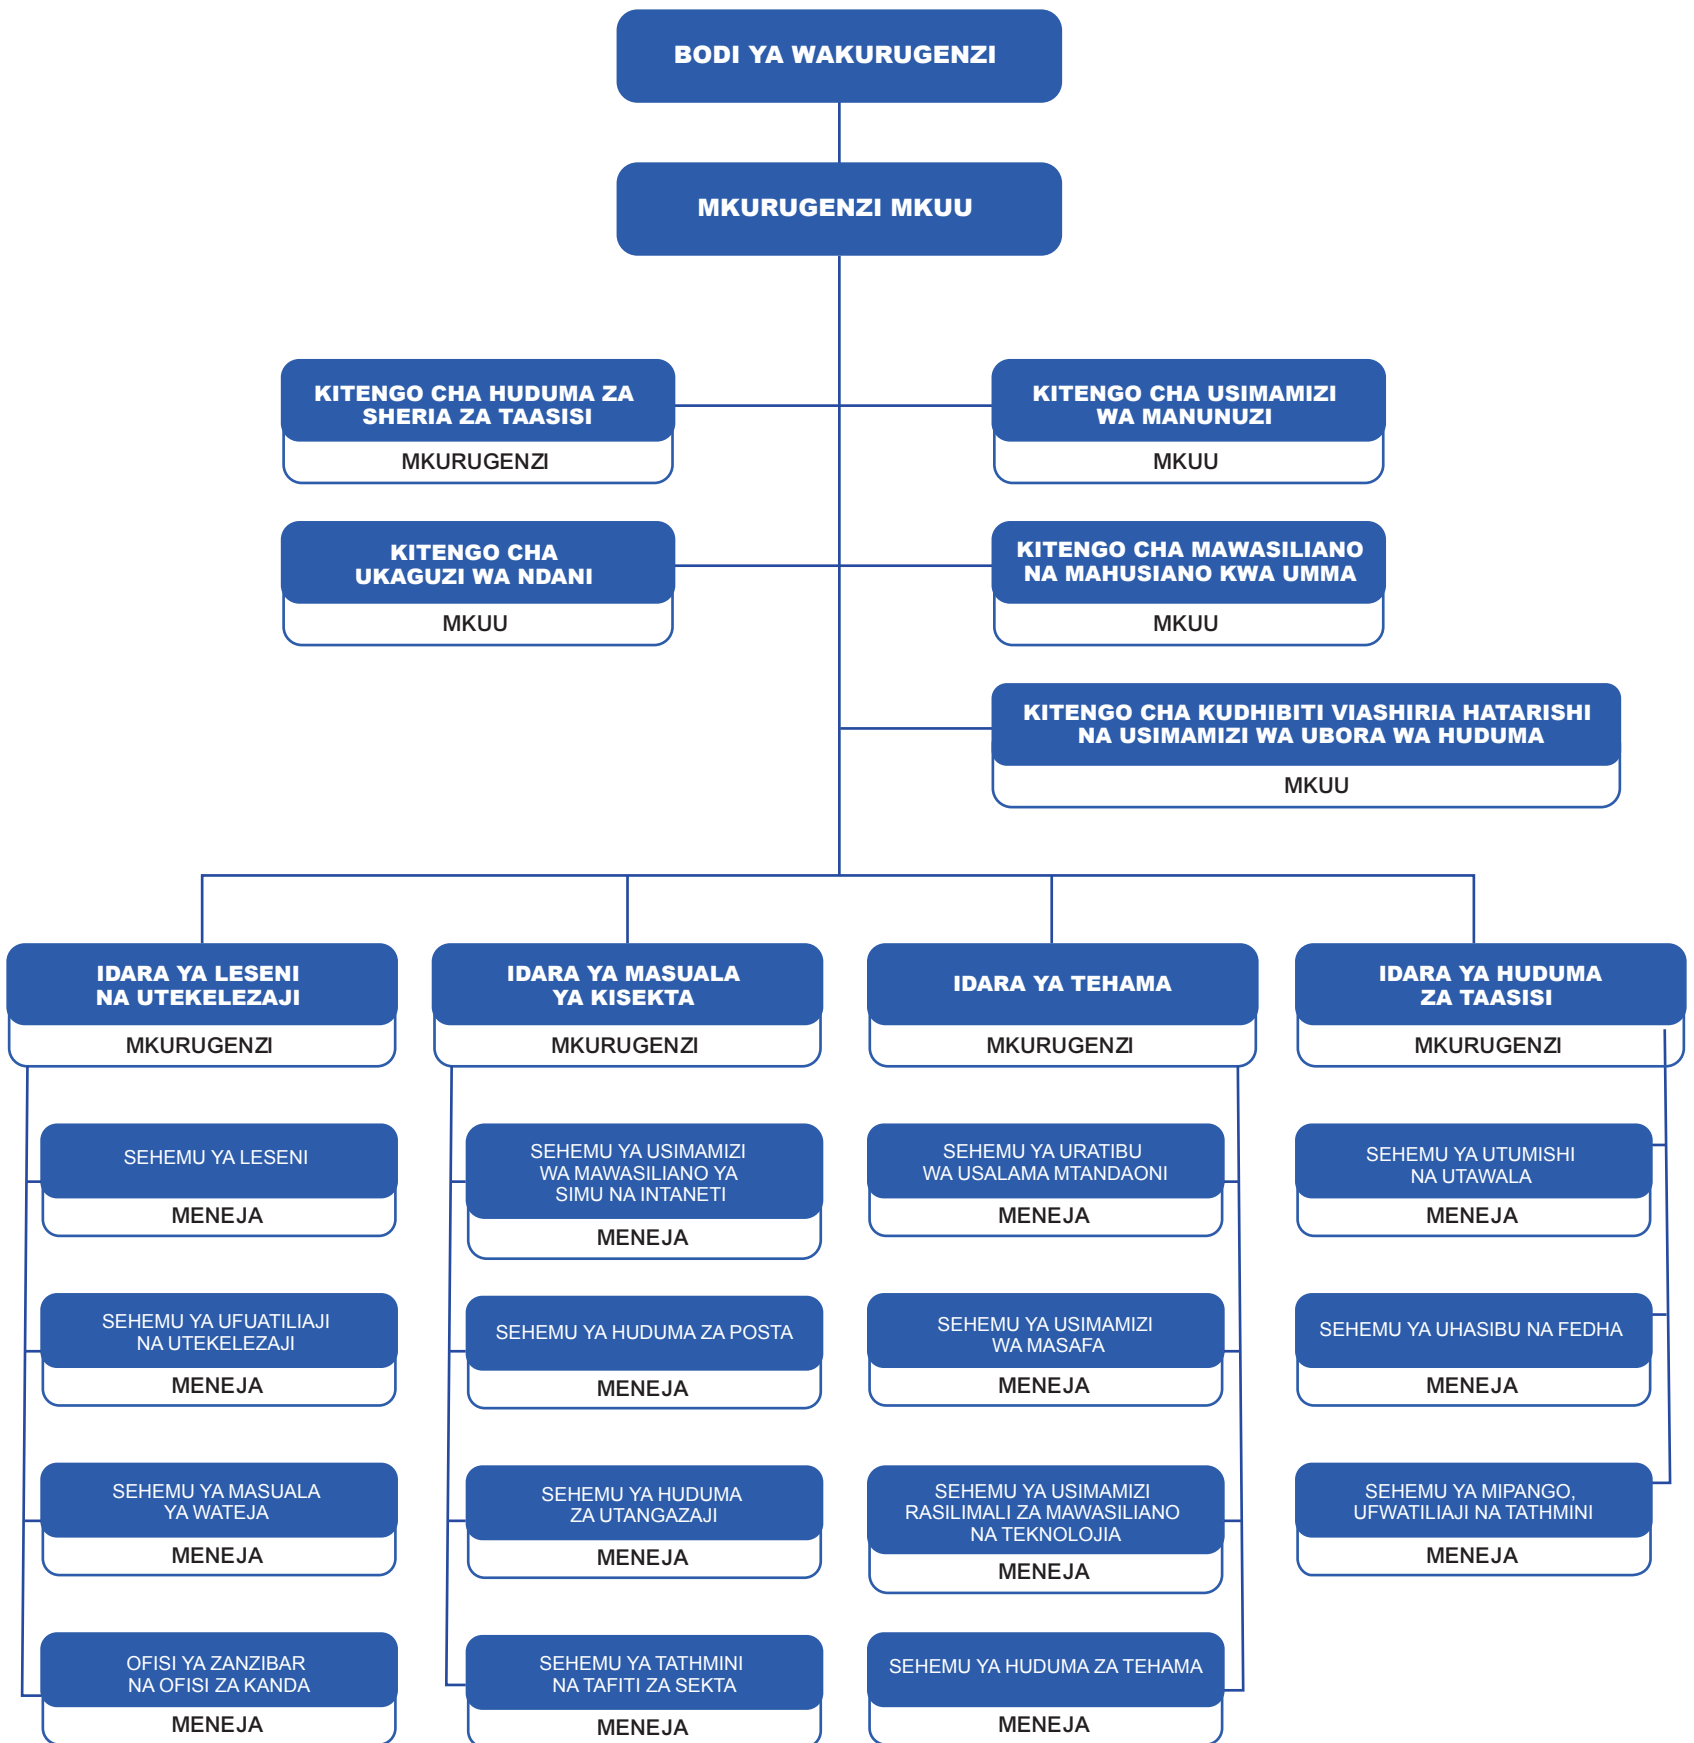 BODI YA WAKURUGENZI
MKURUGENZI MKUU
KITENGO CHA HUDUMA ZA
SHERIA ZA TAASISI
MKURUGENZI
KITENGO CHA USIMAMIZI
WA MANUNUZI
MKUU
KITENGO CHA
UKAGUZI WA NDANI
MKUU
KITENGO CHA MAWASILIANO
NA MAHUSIANO KWA UMMA
MKUU
KITENGO CHA KUDHIBITI VIASHIRIA HATARISHI
NA USIMAMIZI WA UBORA WA HUDUMA
MKUU
IDARA YA LESENI
NA UTEKELEZAJI
MKURUGENZI
SEHEMU YA LESENI
MENEJA
SEHEMU YA UFUATILIAJI
NA UTEKELEZAJI
MENEJA
SEHEMU YA MASUALA
YA WATEJA
MENEJA
OFISI YA ZANZIBAR
NA OFISI ZA KANDA
MENEJA
IDARA YA MASUALA
YA KISEKTA
MKURUGENZI
SEHEMU YA USIMAMIZI
WA MAWASILIANO YA
SIMU NA INTANETI
MENEJA
SEHEMU YA HUDUMA ZA POSTA
MENEJA
SEHEMU YA HUDUMA
ZA UTANGAZAJI
MENEJA
SEHEMU YA TATHMINI
NA TAFITI ZA SEKTA
MENEJA
IDARA YA TEHAMA
MKURUGENZI
SEHEMU YA URATIBU
WA USALAMA MTANDAONI
MENEJA
SEHEMU YA USIMAMIZI
WA MASAFA
MENEJA
SEHEMU YA USIMAMIZI
RASILIMALI ZA MAWASILIANO
NA TEKNOLOJIA
MENEJA
SEHEMU YA HUDUMA ZA TEHAMA
MENEJA
IDARA YA HUDUMA
ZA TAASISI
MKURUGENZI
SEHEMU YA UTUMISHI
NA UTAWALA
MENEJA
SEHEMU YA UHASIBU NA FEDHA
MENEJA
SEHEMU YA MIPANGO,
UFWATILIAJI NA TATHMINI
MENEJA